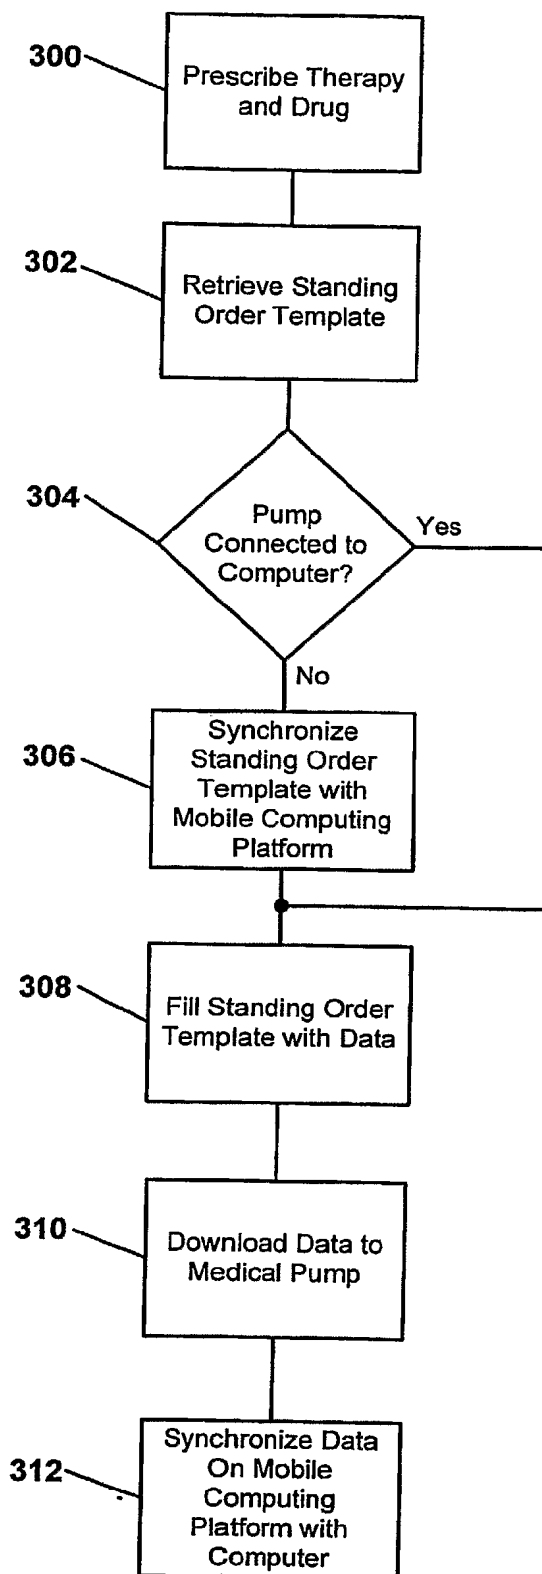 300
Prescribe Therapy
and Drug
302
Retrieve Standing
Order Template
304
Pump
Connected to
Computer?
Yes
No
306
Synchronize
Standing Order
Template with
Mobile Computing
Platform
308
Fill Standing Order
Template with Data
310
Download Data to
Medical Pump
312
Synchronize Data
On Mobile
Computing
Platform with
Computer